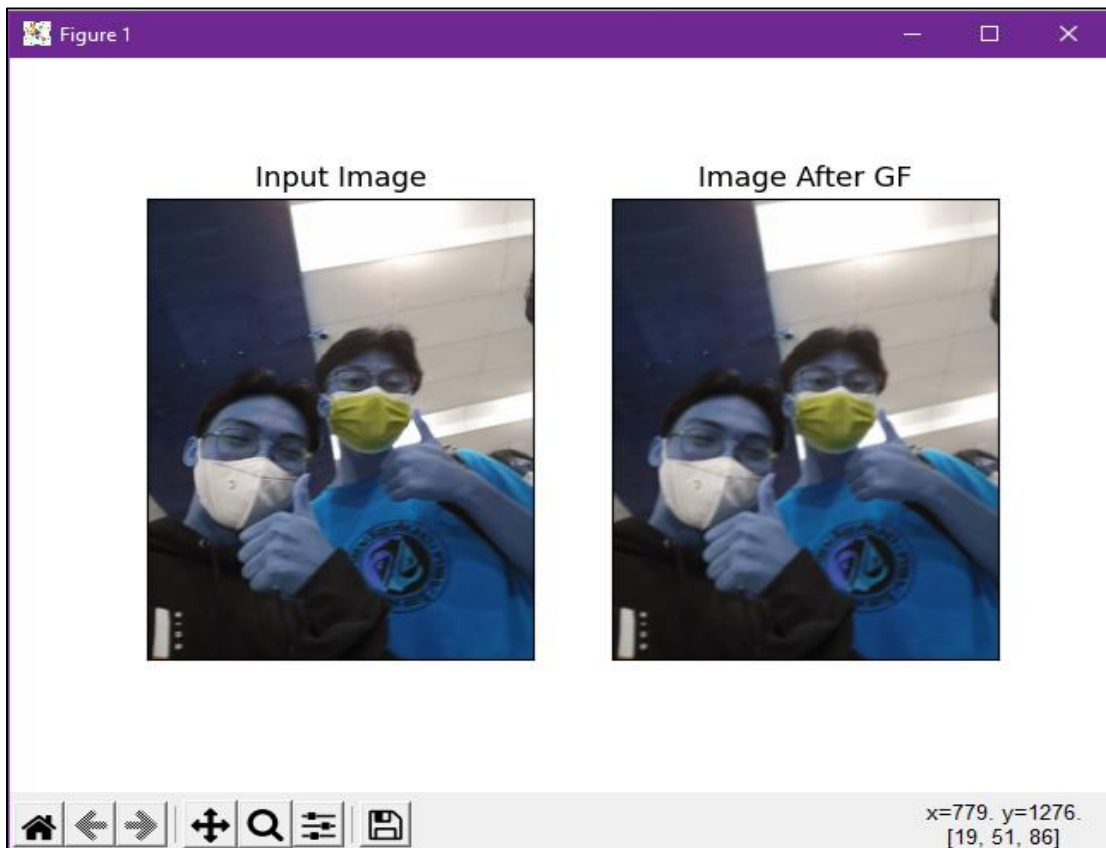 Figure 1
Input Image
Image After GF
x=779. y=1276.
[19, 51, 86]